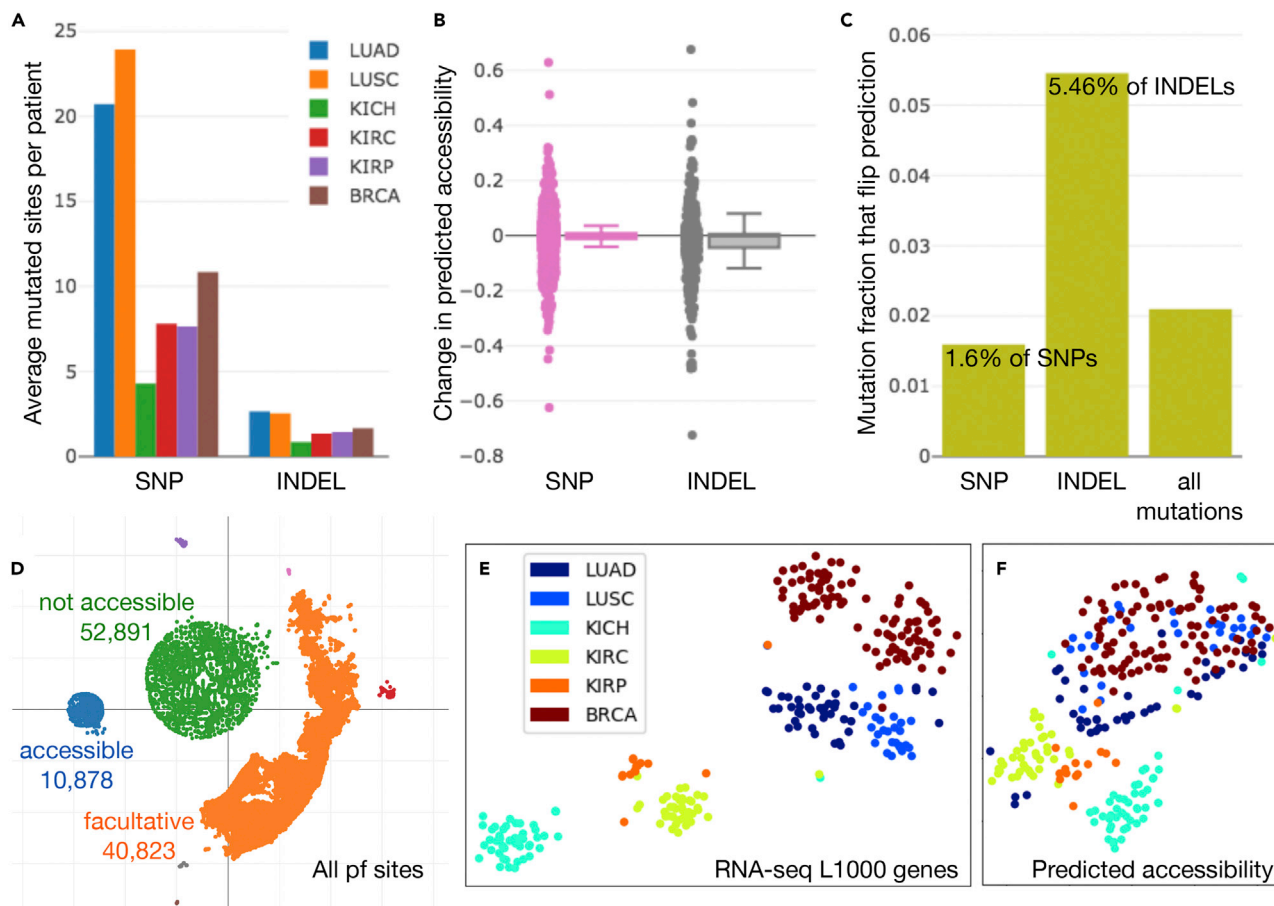 A
Average mutated sites per patient
25
20
15
10
5
0
LUAD
LUSC
KICH
KIRC
KIRP
BRCA
SNP
INDEL
B
Change in predicted accessibility
0.6
0.4
0.2
0
−0.2
−0.4
−0.6
−0.8
SNP
INDEL
C
Mutation fraction that flip prediction
0.06
0.05
0.04
0.03
0.02
0.01
0
5.46% of INDELs
1.6% of SNPs
SNP
INDEL
all
mutations
D
not accessible
52,891
accessible
10,878
facultative
40,823
All pf sites
E
LUAD
LUSC
KICH
KIRC
KIRP
BRCA
RNA-seq L1000 genes
F
Predicted accessibility